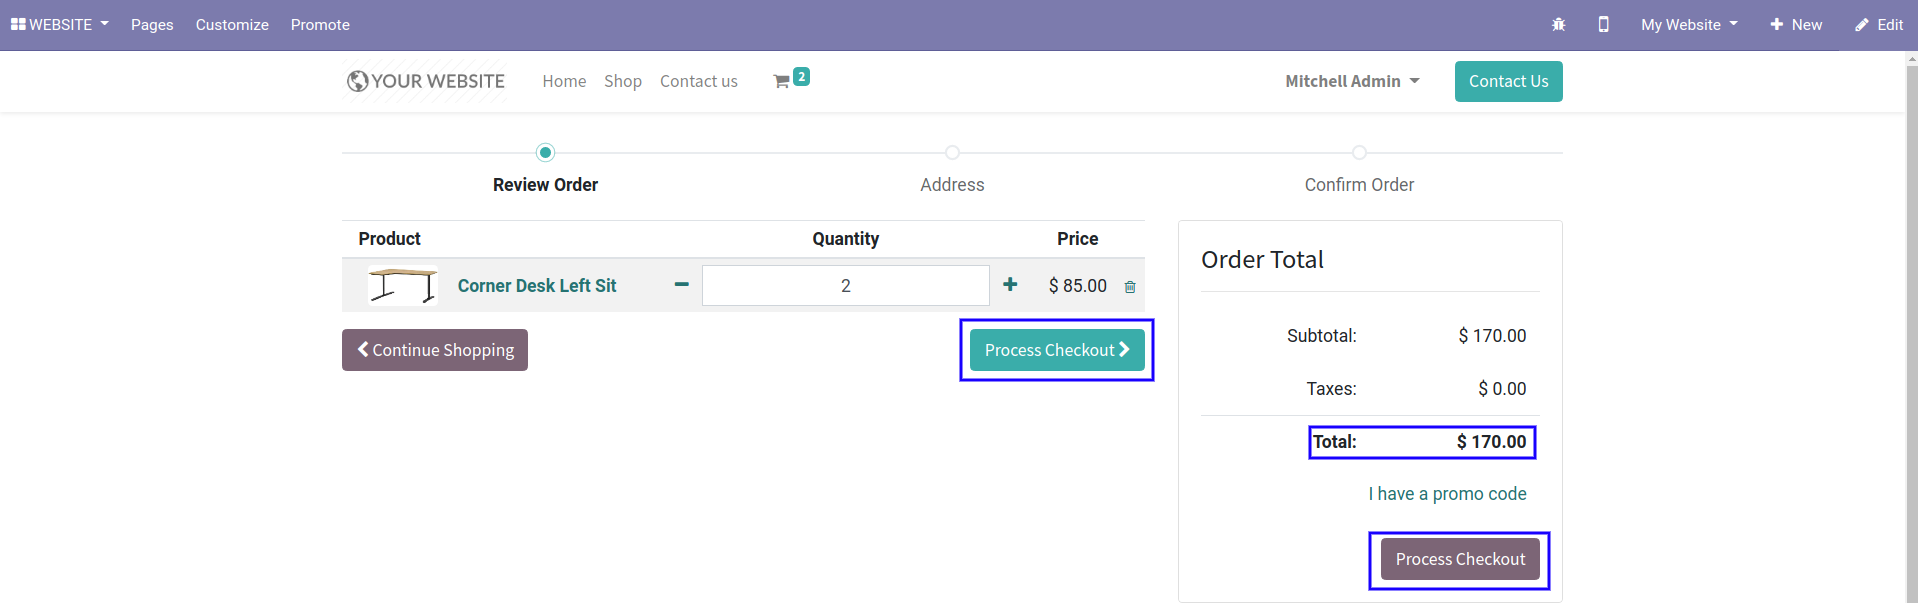 WEBSITE Pages Customize Promote My Website New Edit
YOUR WEBSITE Home Shop Contact us 2 Mitchell Admin Contact Us
Review Order Address Confirm Order
Product Quantity Price
Corner Desk Left Sit 2 $ 85.00
Continue Shopping Process Checkout
Order Total
Subtotal: $ 170.00
Taxes: $ 0.00
Total: $ 170.00
I have a promo code
Process Checkout